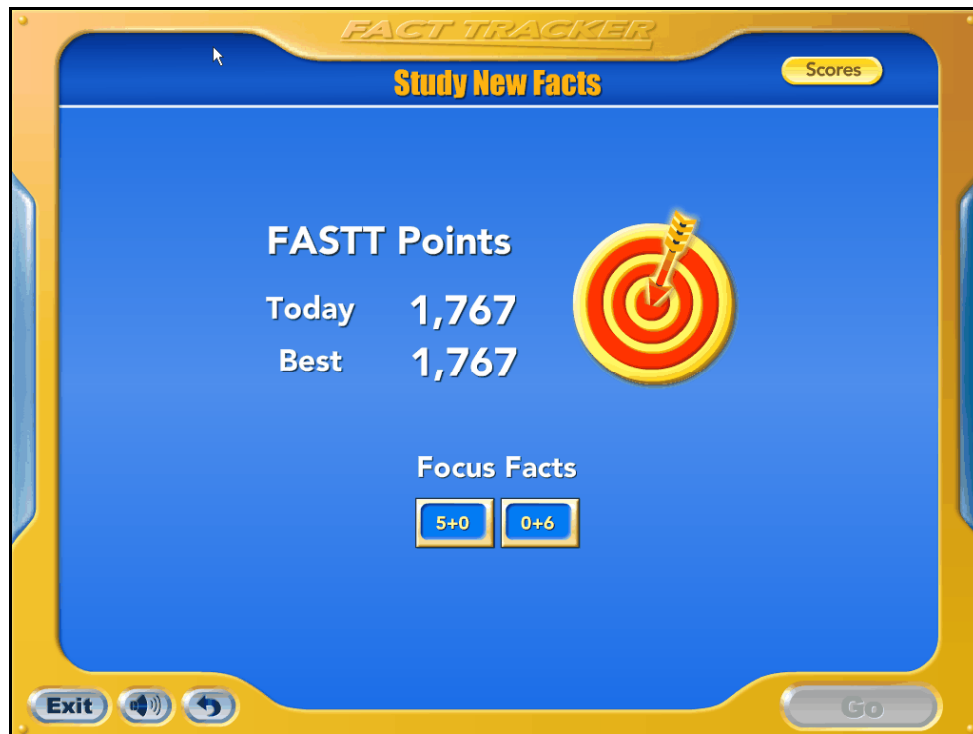 FACT TRACKER
Study New Facts
Scores
FASTT Points
Today 1,767
Best 1,767
Focus Facts
5+0 0+6
Exit
Go